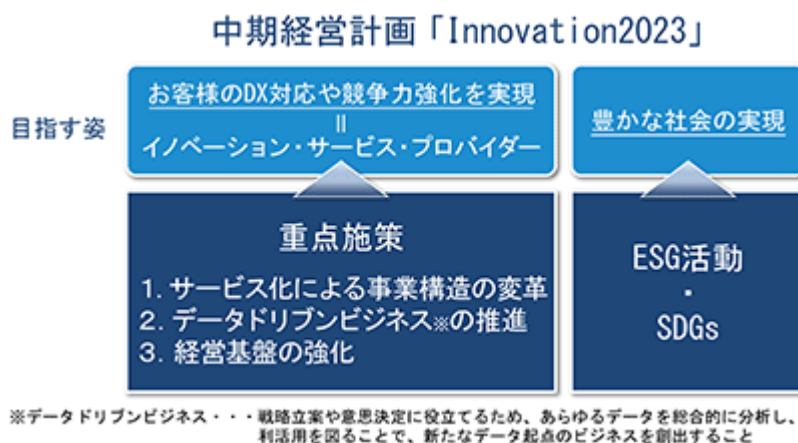 中期経営計画「Innovation2023」
目指す姿
お客様のDX対応や競争力強化を実現
＝
イノベーション・サービス・プロバイダー
豊かな社会の実現
重点施策
1. サービス化による事業構造の変革
2. データドリブンビジネス※の推進
3. 経営基盤の強化
ESG活動
・
SDGs
※データドリブンビジネス・・・戦略立案や意思決定に役立てるため、あらゆるデータを総合的に分析し、
利活用を図ることで、新たなデータ起点のビジネスを創出すること